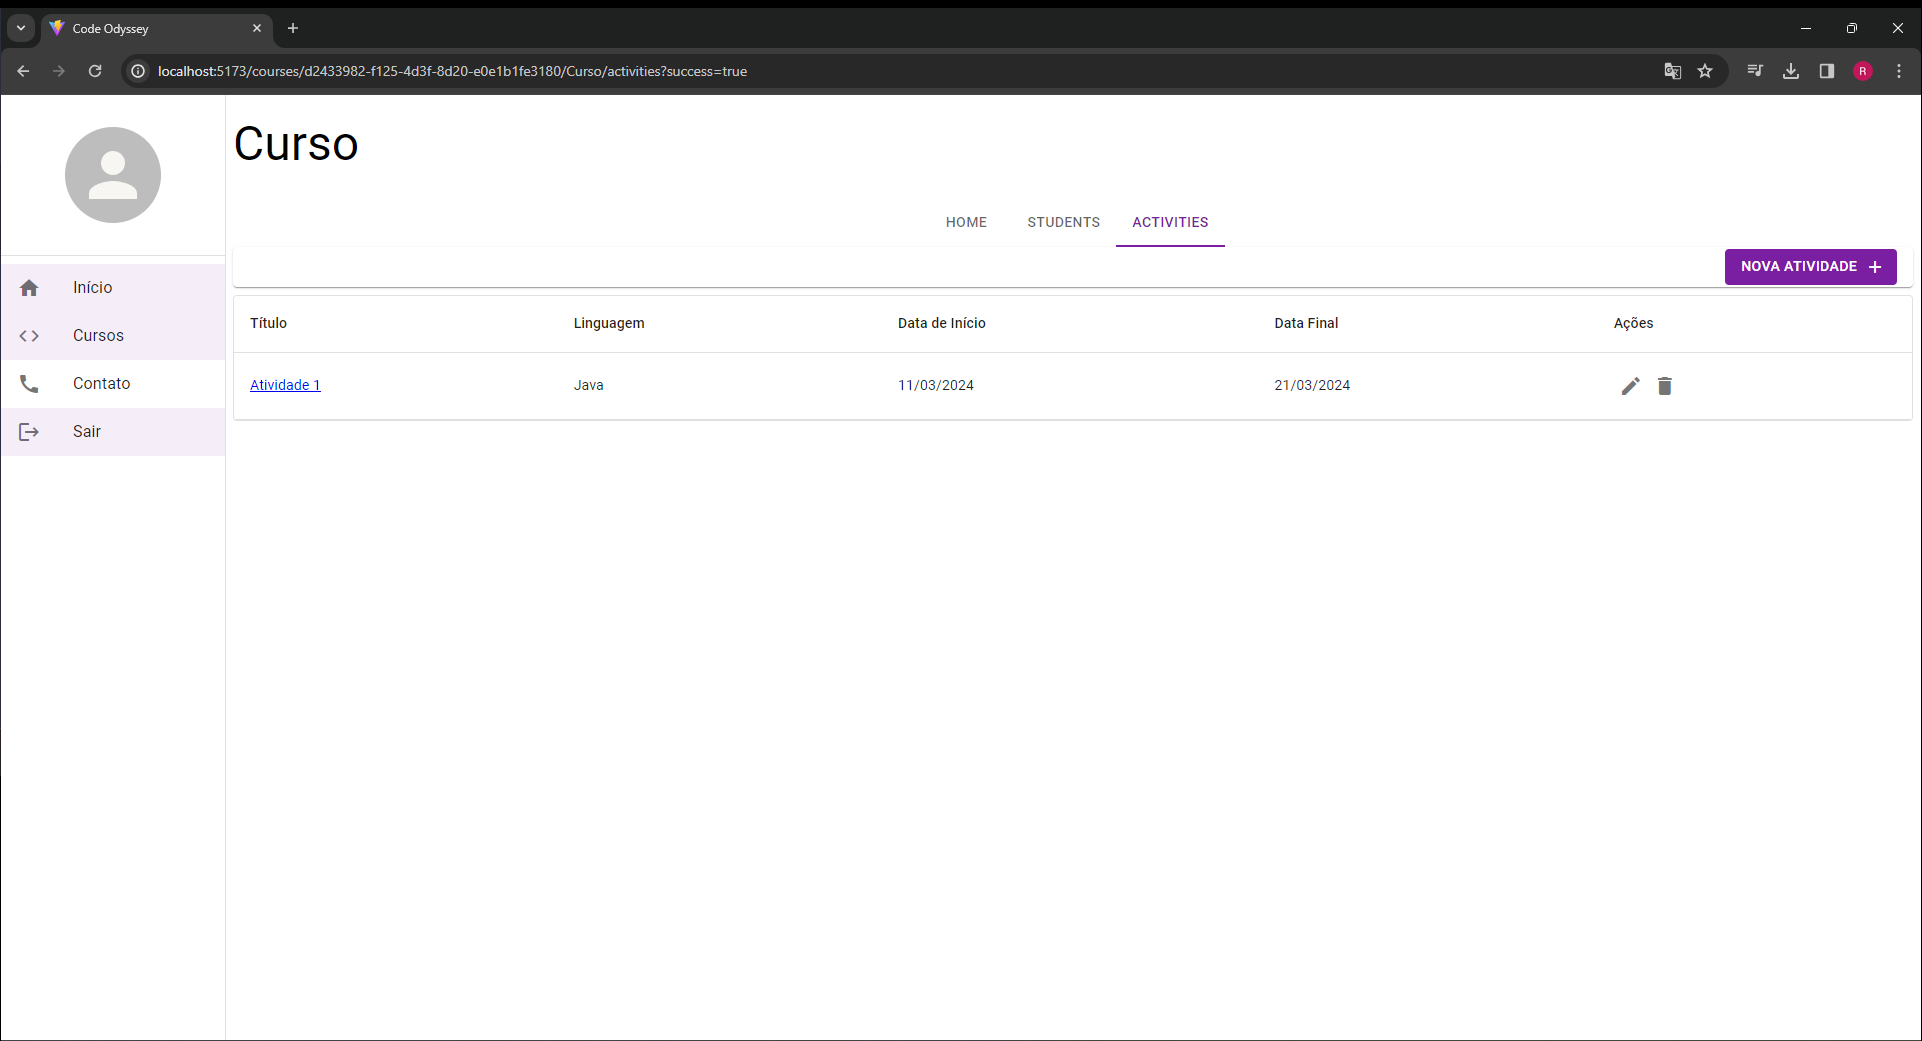 Code Odyssey
localhost:5173/courses/d2433982-f125-4d3f-8d20-e0e1b1fe3180/Curso/activities?success=true
R
Curso
HOME STUDENTS ACTIVITIES
NOVA ATIVIDADE +
Início
Cursos
Contato
Sair
Título Linguagem Data de Início Data Final Ações
Atividade 1 Java 11/03/2024 21/03/2024